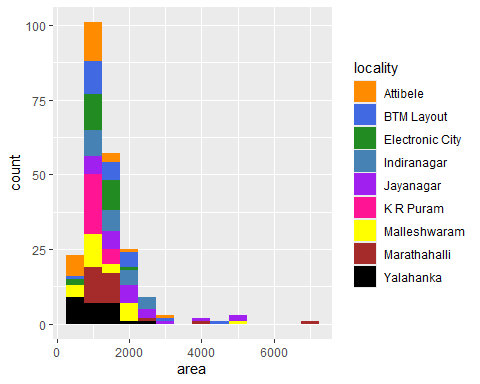 100
75
50
25
0
count
0
2000
4000
6000
area
locality
Attibele
BTM Layout
Electronic City
Indiranagar
Jayanagar
K R Puram
Malleshwaram
Marathahalli
Yalahanka